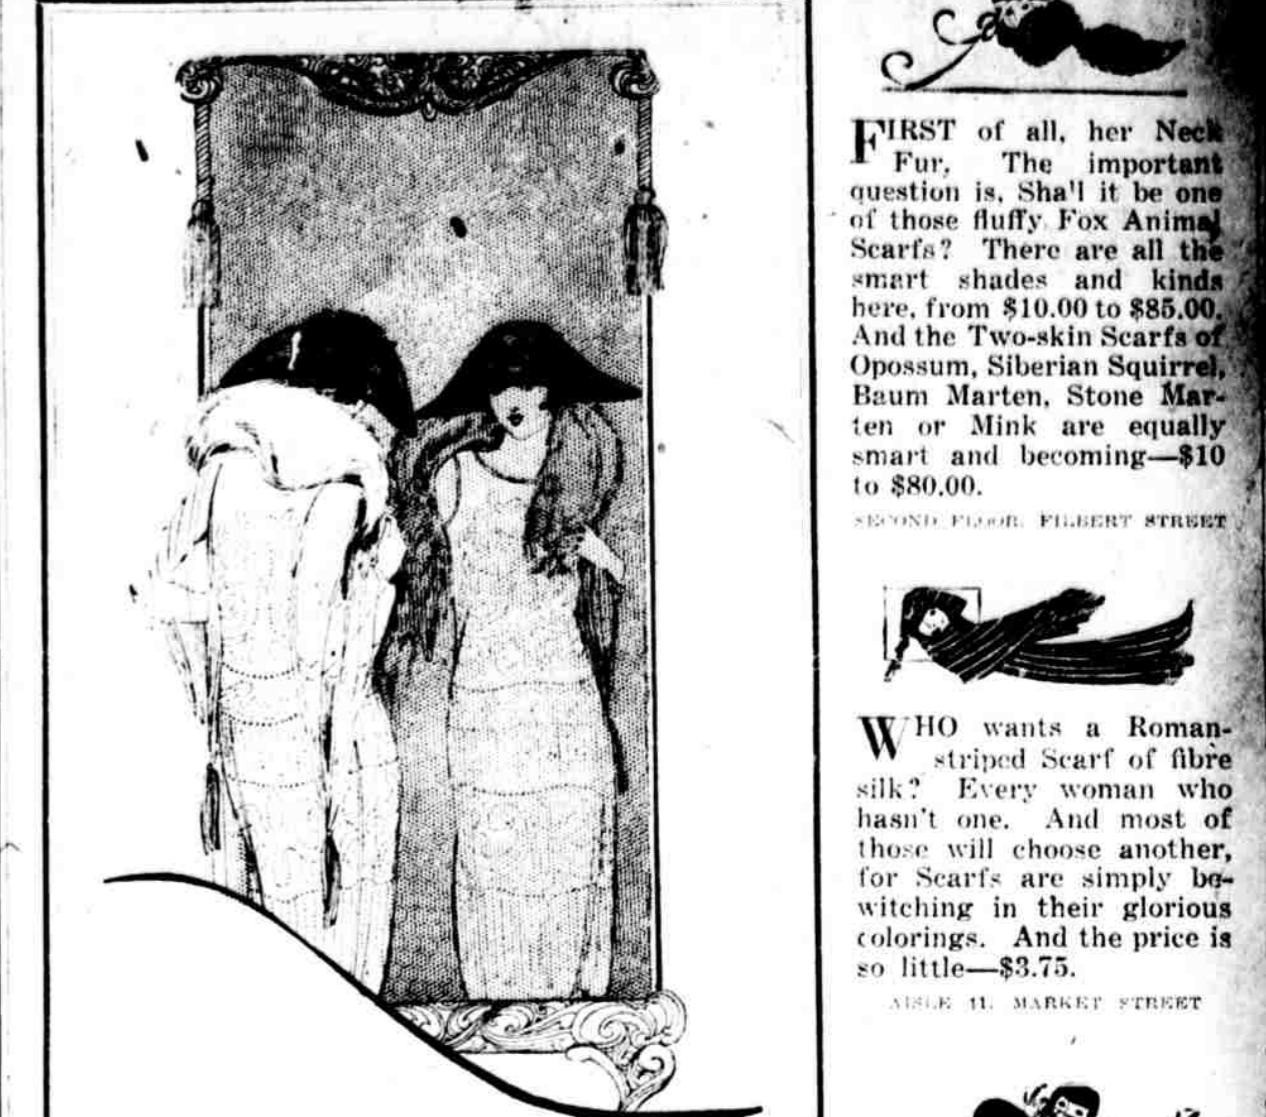 FIRST of all, her Neck
Fur. The important
question is, Sha'l it be one
of those fluffy Fox Animal
Scarfs? There are all the
smart shades and kinds
here, from $10.00 to $85.00.
And the Two-skin Scarfs of
Opossum, Siberian Squirrel,
Baum Marten, Stone Mar-
ten or Mink are equally
smart and becoming—$10
to $80.00.
SECOND FLOOR, FILBERT STREET
WHO wants a Roman-
striped Scarf of fibre
silk? Every woman who
hasn't one. And most of
those will choose another,
for Scarfs are simply be-
witching in their glorious
colorings. And the price is
so little—$3.75.
AISLE 11, MARKET STREET